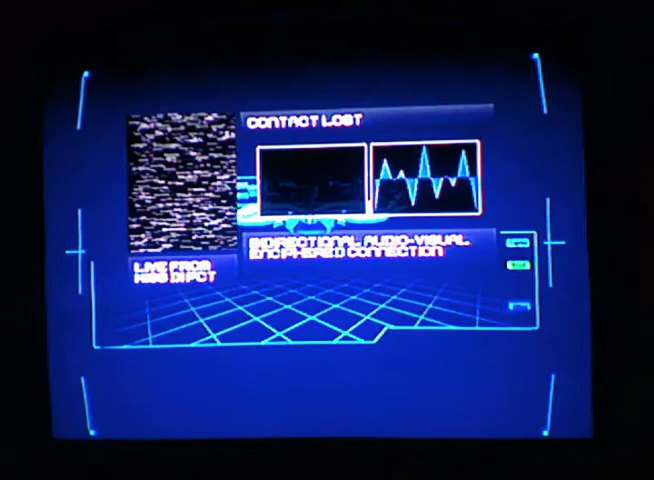 CONTACT LOST
BIDIRECTIONAL AUDIO-VISUAL
ENCIPHERED CONNECTION
LIVE FROM